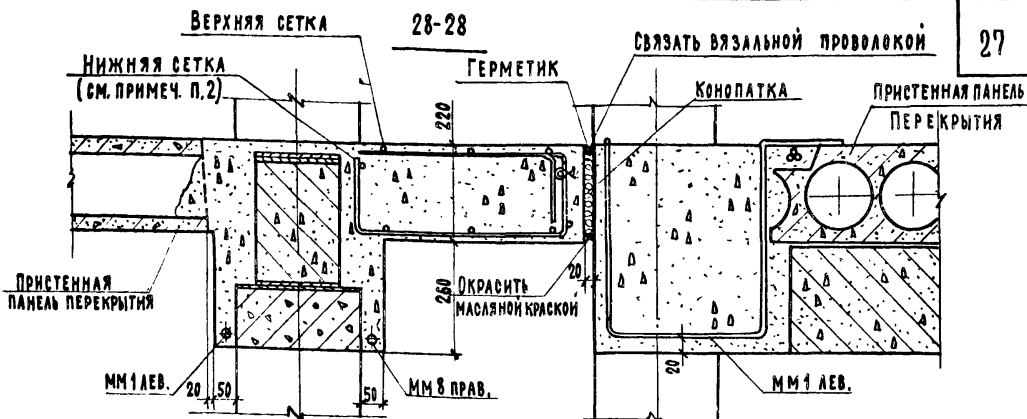 ВЕРХНЯЯ СЕТКА
28-28
СВЯЗАТЬ ВЯЗАЛЬНОЙ ПРОВОЛОКОЙ
27
НИЖНЯЯ СЕТКА
(СМ. ПРИМЕЧ. П.2)
ГЕРМЕТИК
КОНОПАТКА
ПРИСТЕННАЯ ПАНЕЛЬ
ПЕРЕКРЫТИЯ
220
ПРИСТЕННАЯ
ПАНЕЛЬ ПЕРЕКРЫТИЯ
260
20
ОКРАСИТЬ
МАСЛЯНОЙ КРАСКОЙ
20
ММ1 ЛЕВ.
20
50
50
ММ8 ПРАВ.
ММ1 ЛЕВ.